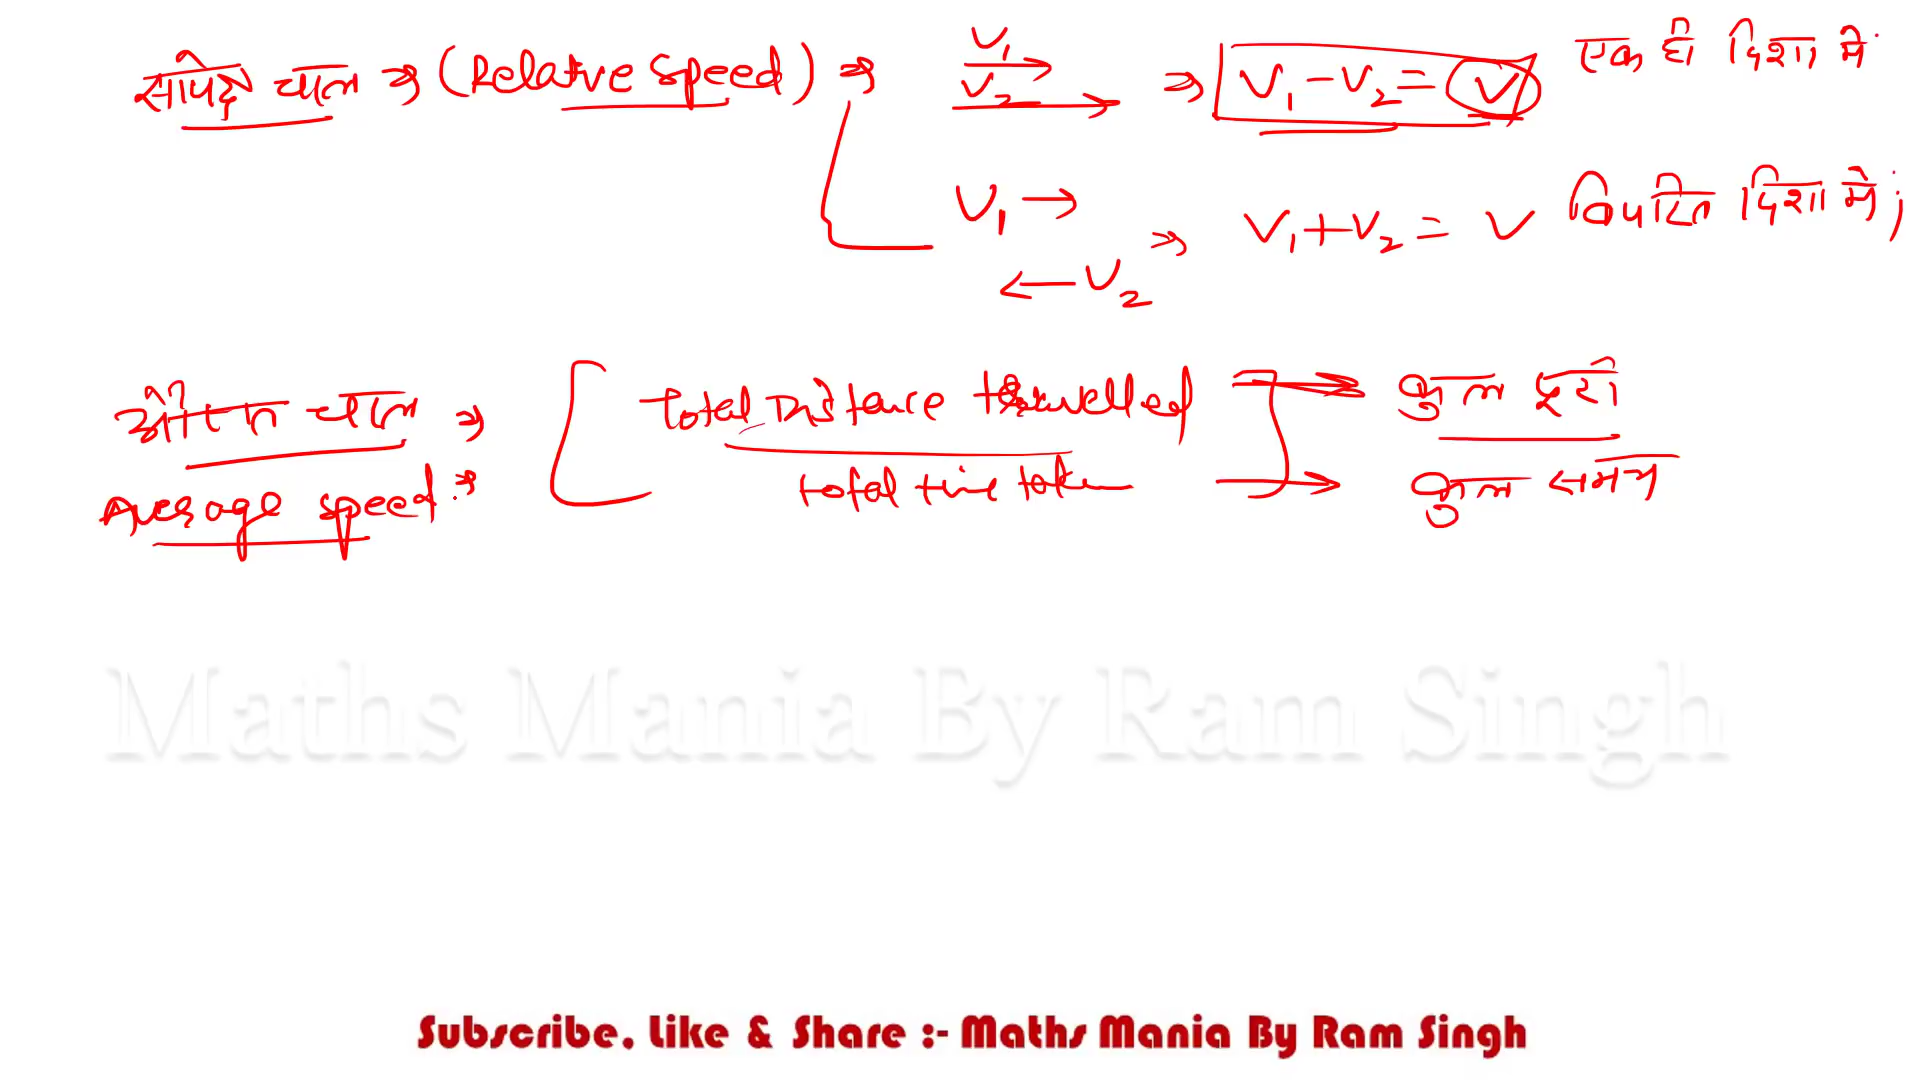 सापेक्ष चाल ⇒ (Relative Speed) ⇒ V₁ → V₂ → ⇒ V₁ - V₂ = V एक ही दिशा में
V₁ → ← V₂ ⇒ V₁ + V₂ = V विपरित दिशा में;
औसत चाल ⇒ Total Distance travelled → कुल दूरी
Average speed ⇒ total time taken → कुल समय
Maths Mania By Ram Singh
Subscribe, Like & Share :- Maths Mania By Ram Singh